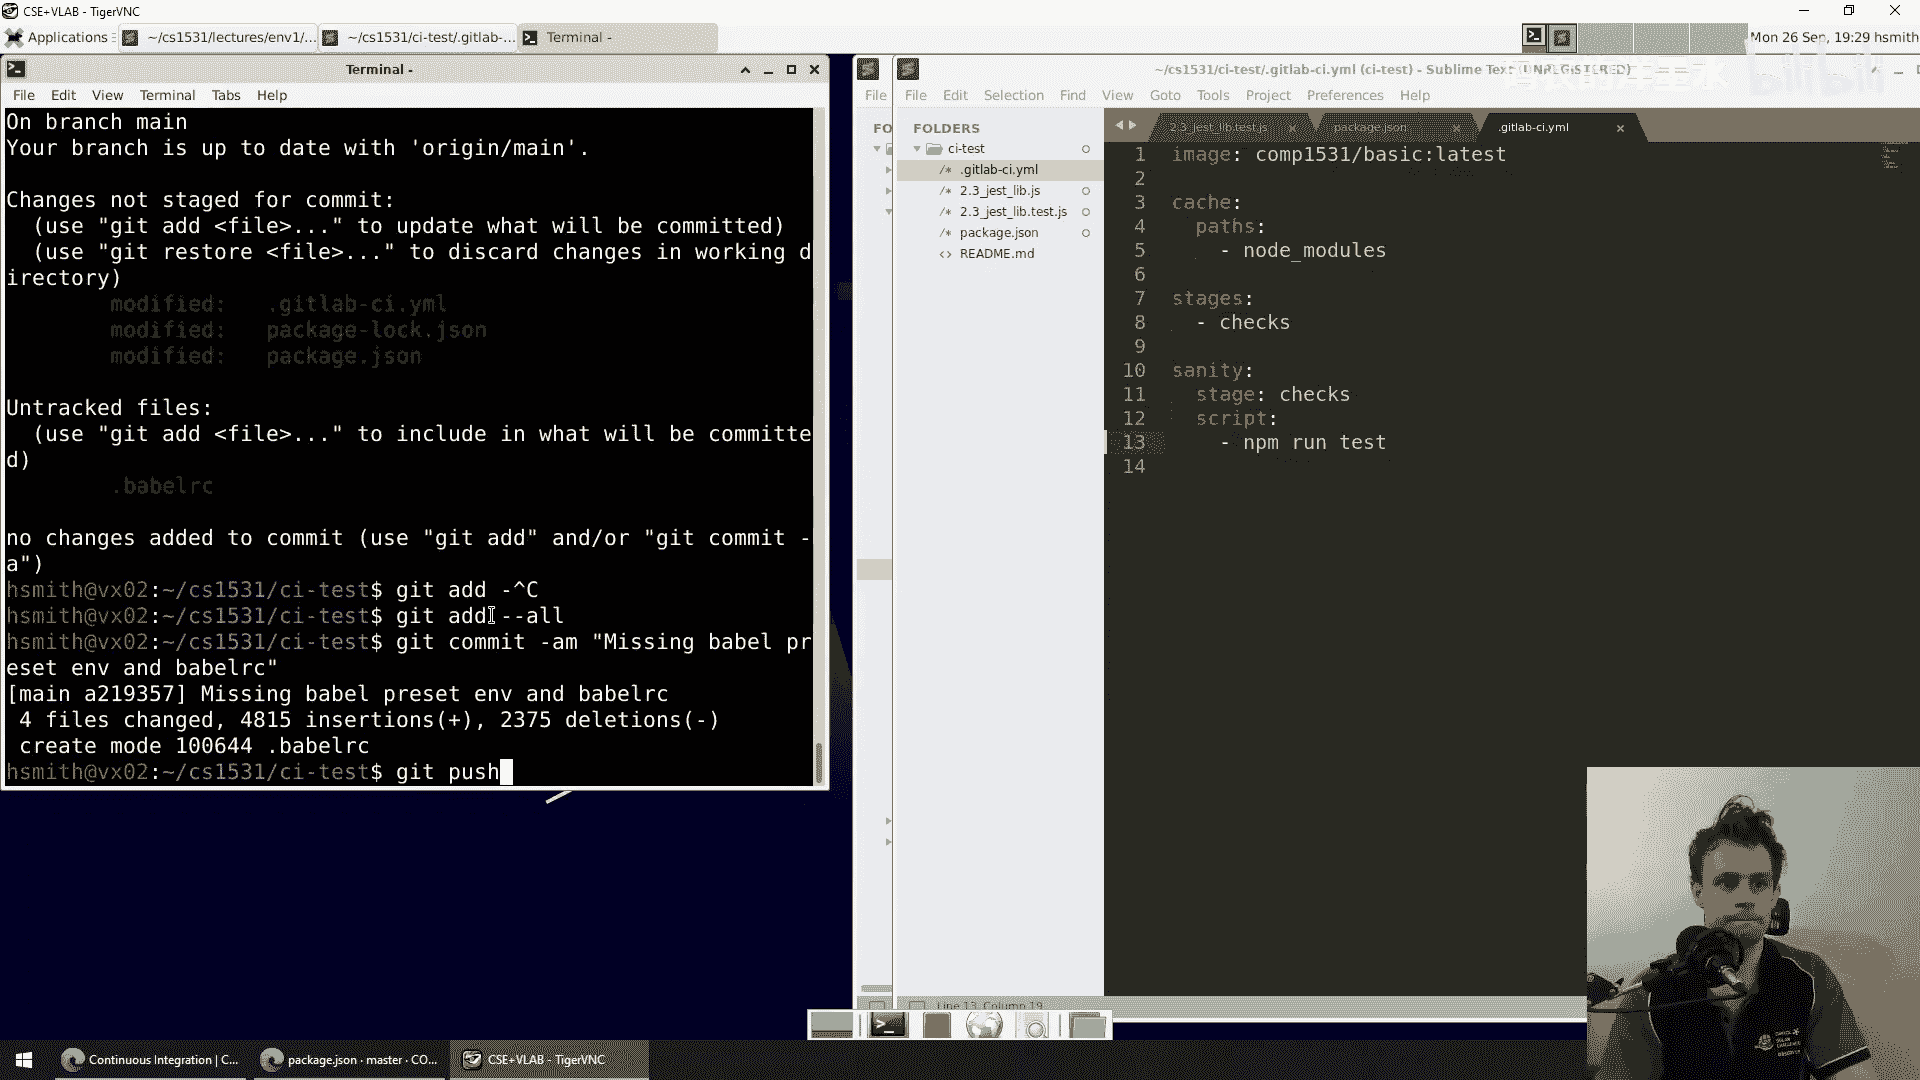 CSE+VLAB - TigerVNC
Applications
~/cs1531/lectures/env1/...
~/cs1531/ci-test/.gitlab-...
Terminal -
Mon 26 Sep, 19:29 hsmith
Terminal -
File Edit View Terminal Tabs Help
On branch main
Your branch is up to date with 'origin/main'.
Changes not staged for commit:
(use "git add <file>..." to update what will be committed)
(use "git restore <file>..." to discard changes in working d
irectory)
modified: .gitlab-ci.yml
modified: package-lock.json
modified: package.json
Untracked files:
(use "git add <file>..." to include in what will be committe
d)
.babelrc
no changes added to commit (use "git add" and/or "git commit -
a")
hsmith@vx02:~/cs1531/ci-test$ git add -^C
hsmith@vx02:~/cs1531/ci-test$ git add --all
hsmith@vx02:~/cs1531/ci-test$ git commit -am "Missing babel pr
eset env and babelrc"
[main a219357] Missing babel preset env and babelrc
4 files changed, 4815 insertions(+), 2375 deletions(-)
create mode 100644 .babelrc
hsmith@vx02:~/cs1531/ci-test$ git push
File
FO
~/cs1531/ci-test/.gitlab-ci.yml (ci-test) - Sublime Text (UNREGISTERED)
bilibili
File Edit Selection Find View Goto Tools Project Preferences Help
FOLDERS
ci-test
/* .gitlab-ci.yml
/* 2.3_jest_lib.js
/* 2.3_jest_lib.test.js
/* package.json
<> README.md
2.3_jest_lib.test.js
package.json
.gitlab-ci.yml
1 image: comp1531/basic:latest
2
3 cache:
4 paths:
5 - node_modules
6
7 stages:
8 - checks
9
10 sanity:
11 stage: checks
12 script:
13 - npm run test
14
Line 13, Column 19
Continuous Integration | C...
package.json · master · CO...
CSE+VLAB - TigerVNC